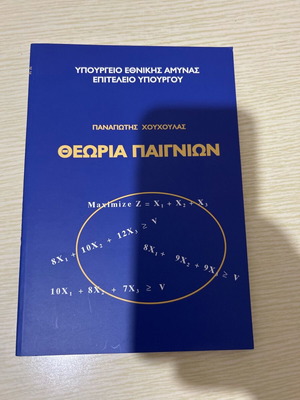 ΥΠΟΥΡΓΕΙΟ ΕΘΝΙΚΗΣ ΑΜΥΝΑΣ
ΕΠΙΤΕΛΕΙΟ ΥΠΟΥΡΓΟΥ
ΠΑΝΑΓΙΩΤΗΣ ΧΟΥΧΟΥΛΑΣ
ΘΕΩΡΙΑ ΠΑΙΓΝΙΩΝ
Maximize Z = X₁ + X₂ + X₃
8X₁ + 10X₂ + 12X₃ ≥ V
8X₁ + 9X₂ + 9X₃ ≥ V
10X₁ + 8X₂ + 7X₃ ≥ V